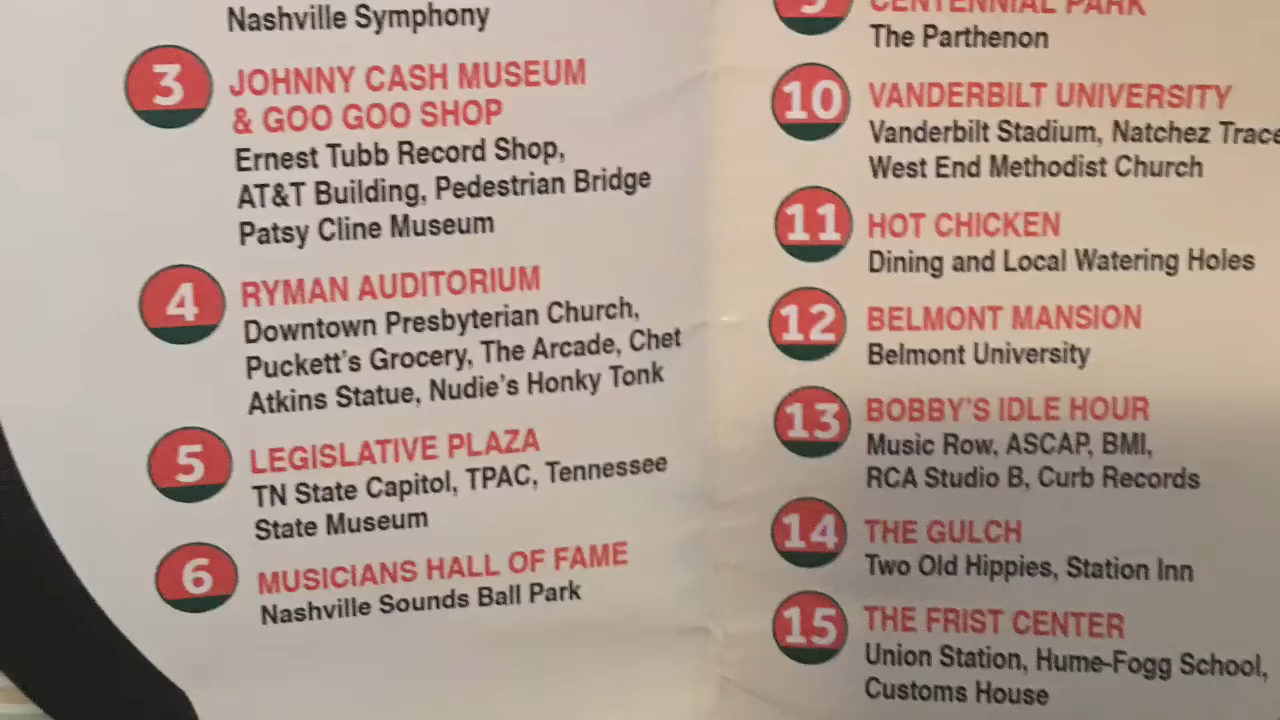 Nashville Symphony
3 JOHNNY CASH MUSEUM
& GOO GOO SHOP
Ernest Tubb Record Shop,
AT&T Building, Pedestrian Bridge
Patsy Cline Museum
4 RYMAN AUDITORIUM
Downtown Presbyterian Church,
Puckett's Grocery, The Arcade, Chet
Atkins Statue, Nudie's Honky Tonk
5 LEGISLATIVE PLAZA
TN State Capitol, TPAC, Tennessee
State Museum
6 MUSICIANS HALL OF FAME
Nashville Sounds Ball Park
9 CENTENNIAL PARK
The Parthenon
10 VANDERBILT UNIVERSITY
Vanderbilt Stadium, Natchez Trace
West End Methodist Church
11 HOT CHICKEN
Dining and Local Watering Holes
12 BELMONT MANSION
Belmont University
13 BOBBY'S IDLE HOUR
Music Row, ASCAP, BMI,
RCA Studio B, Curb Records
14 THE GULCH
Two Old Hippies, Station Inn
15 THE FRIST CENTER
Union Station, Hume-Fogg School,
Customs House